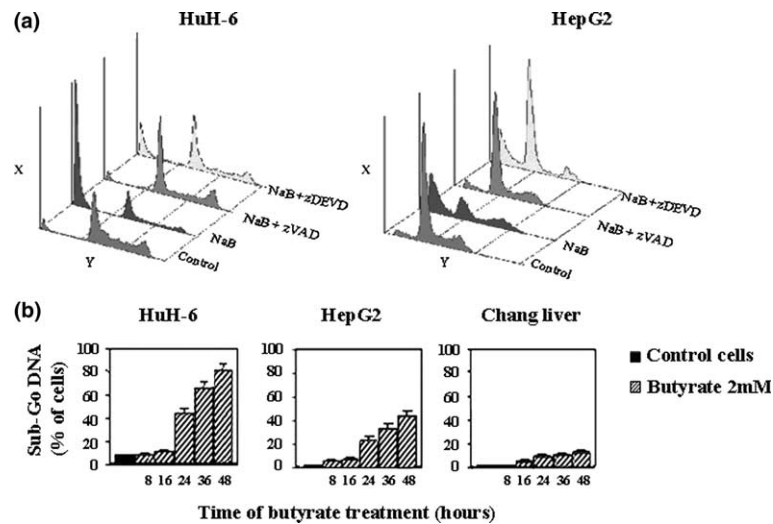 (a)
HuH-6
HepG2
X
Y
Control
NaB
NaB + zVAD
NaB+zDEVD
X
Y
Control
NaB
NaB + zVAD
NaB+zDEVD
(b)
HuH-6
HepG2
Chang liver
Sub-Go DNA
(% of cells)
100
80
60
40
20
0
8 16 24 36 48
100
80
60
40
20
0
8 16 24 36 48
100
80
60
40
20
0
8 16 24 36 48
Control cells
Butyrate 2mM
Time of butyrate treatment (hours)